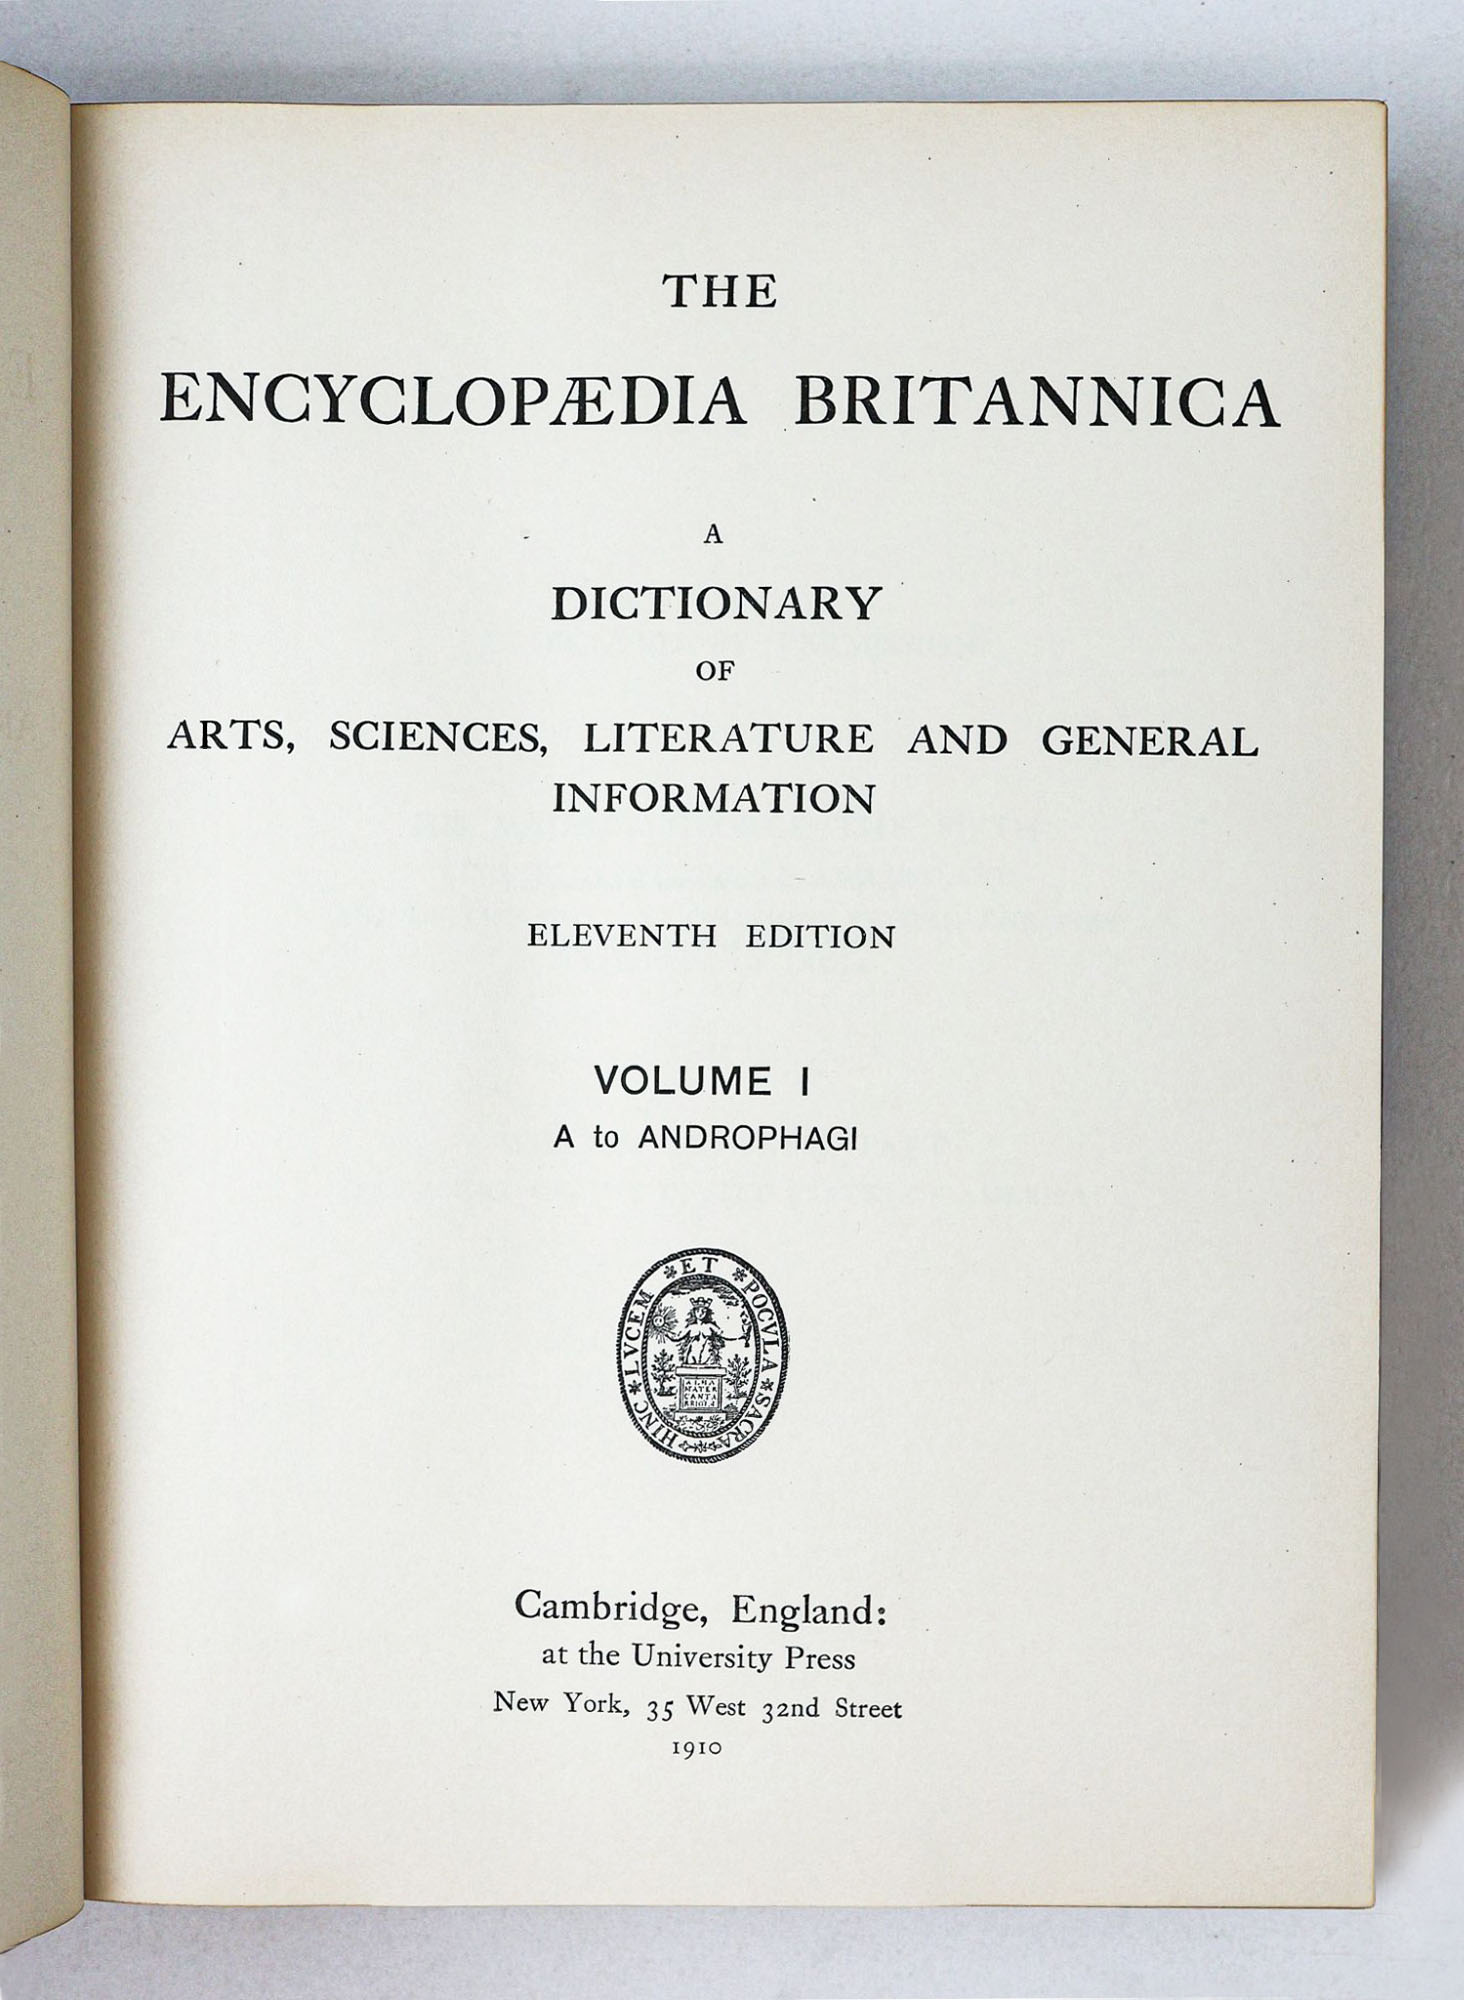 THE
ENCYCLOPÆDIA BRITANNICA
A
DICTIONARY
OF
ARTS, SCIENCES, LITERATURE AND GENERAL
INFORMATION
ELEVENTH EDITION
VOLUME I
A to ANDROPHAGI
HINC * LVCEM * ET * POCVLA * SACRA
ALMA
MATER
CANTA
BRIGIA
Cambridge, England:
at the University Press
New York, 35 West 32nd Street
1910